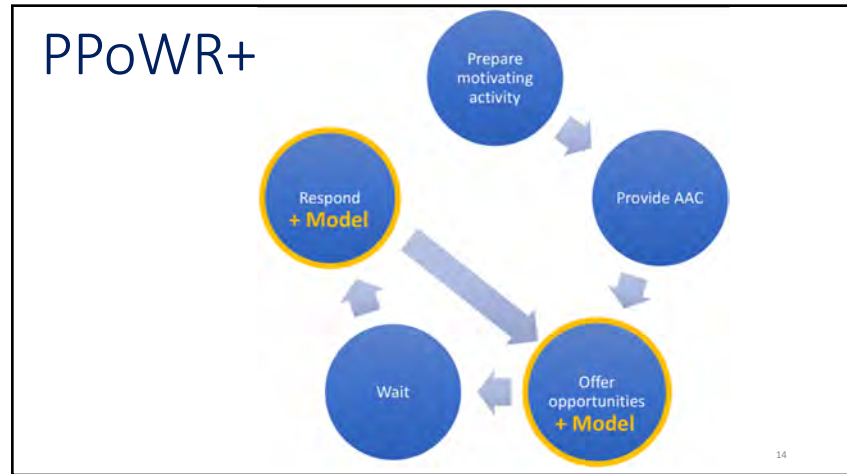 PPoWR+
Prepare
motivating
activity
Provide AAC
Offer
opportunities
+ Model
Wait
Respond
+ Model
14